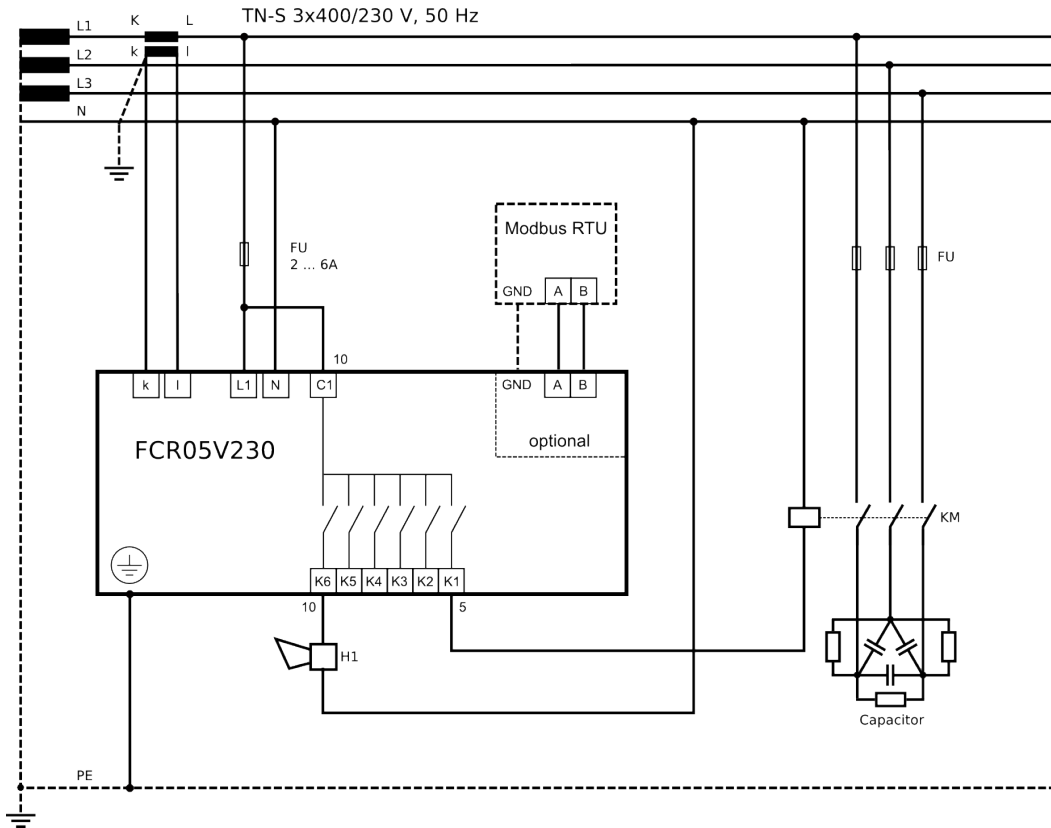 TN-S 3x400/230 V, 50 Hz
L1 K L
L2 k l
L3
N
FU
2 ... 6A
Modbus RTU
GND A B
FU
10
k l L1 N C1 GND A B
FCR05V230
optional
KM
K6 K5 K4 K3 K2 K1
10 5
H1
Capacitor
PE